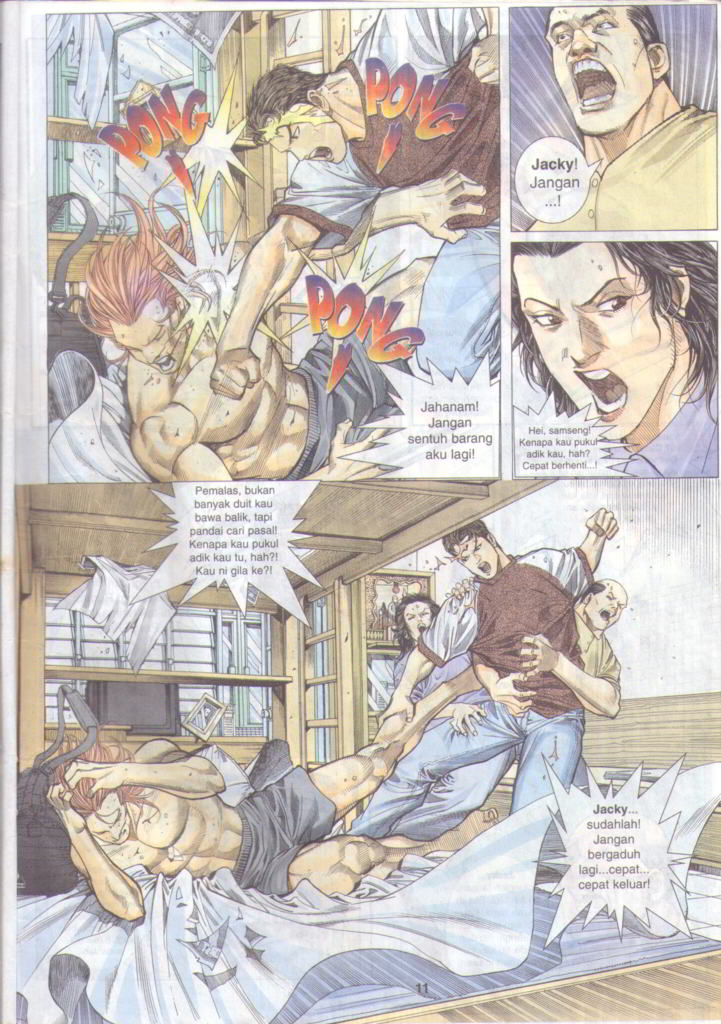 PONG
PONG
PONG
Jahanam!
Jangan
sentuh barang
aku lagi!
Jacky!
Jangan
...!
Hei, samseng!
Kenapa kau pukul
adik kau, hah?
Cepat berhenti...!
Pemalas, bukan
banyak duit kau
bawa balik, tapi
pandai cari pasal!
Kenapa kau pukul
adik kau tu, hah?!
Kau ni gila ke?!
Jacky...
sudahlah!
Jangan
bergaduh
lagi...cepat...
cepat keluar!
11